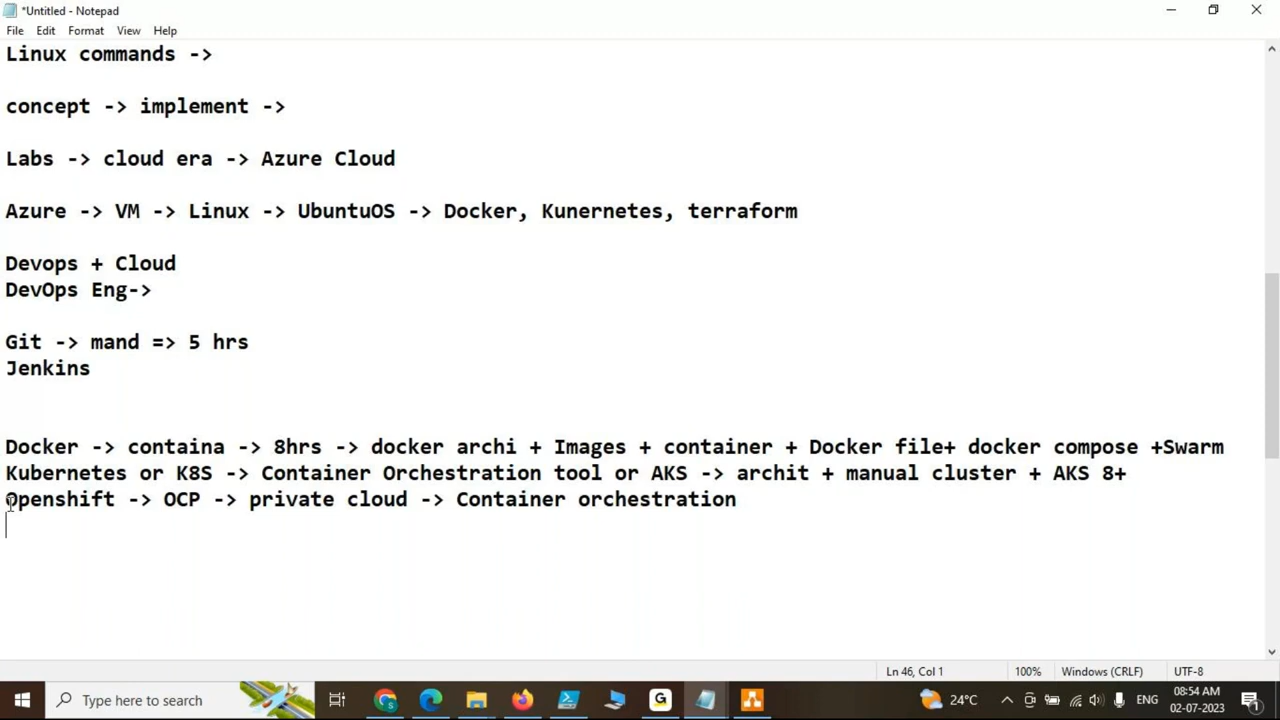 *Untitled - Notepad
File Edit Format View Help
Linux commands ->
concept -> implement ->
Labs -> cloud era -> Azure Cloud
Azure -> VM -> Linux -> UbuntuOS -> Docker, Kunernetes, terraform
Devops + Cloud
DevOps Eng->
Git -> mand => 5 hrs
Jenkins
Docker -> containa -> 8hrs -> docker archi + Images + container + Docker file+ docker compose +Swarm
Kubernetes or K8S -> Container Orchestration tool or AKS -> archit + manual cluster + AKS 8+
Openshift -> OCP -> private cloud -> Container orchestration
Ln 46, Col 1 100% Windows (CRLF) UTF-8
Type here to search 24°C ENG 08:54 AM
02-07-2023